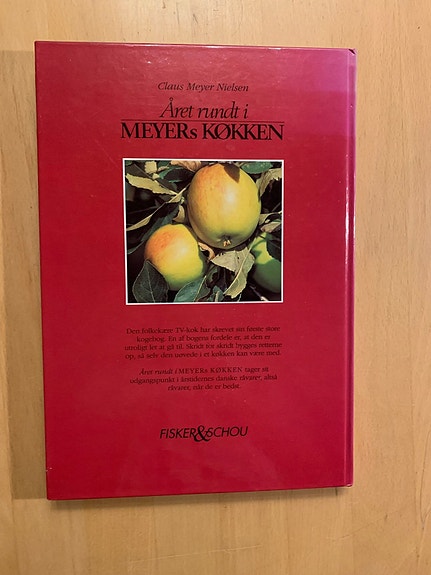 Claus Meyer Nielsen
Året rundt i
MEYERs KØKKEN
Den folkekære TV-kok har skrevet sin første store
kogebog. En af bogens fordele er, at den er
utroligt let at gå til. Skridt for skridt bygges retterne
op, så selv den uøvede i et køkken kan være med.
Året rundt i MEYERs KØKKEN tager sit
udgangspunkt i årstidernes danske råvarer, altså
råvarer, når de er bedst.
FISKER&SCHOU